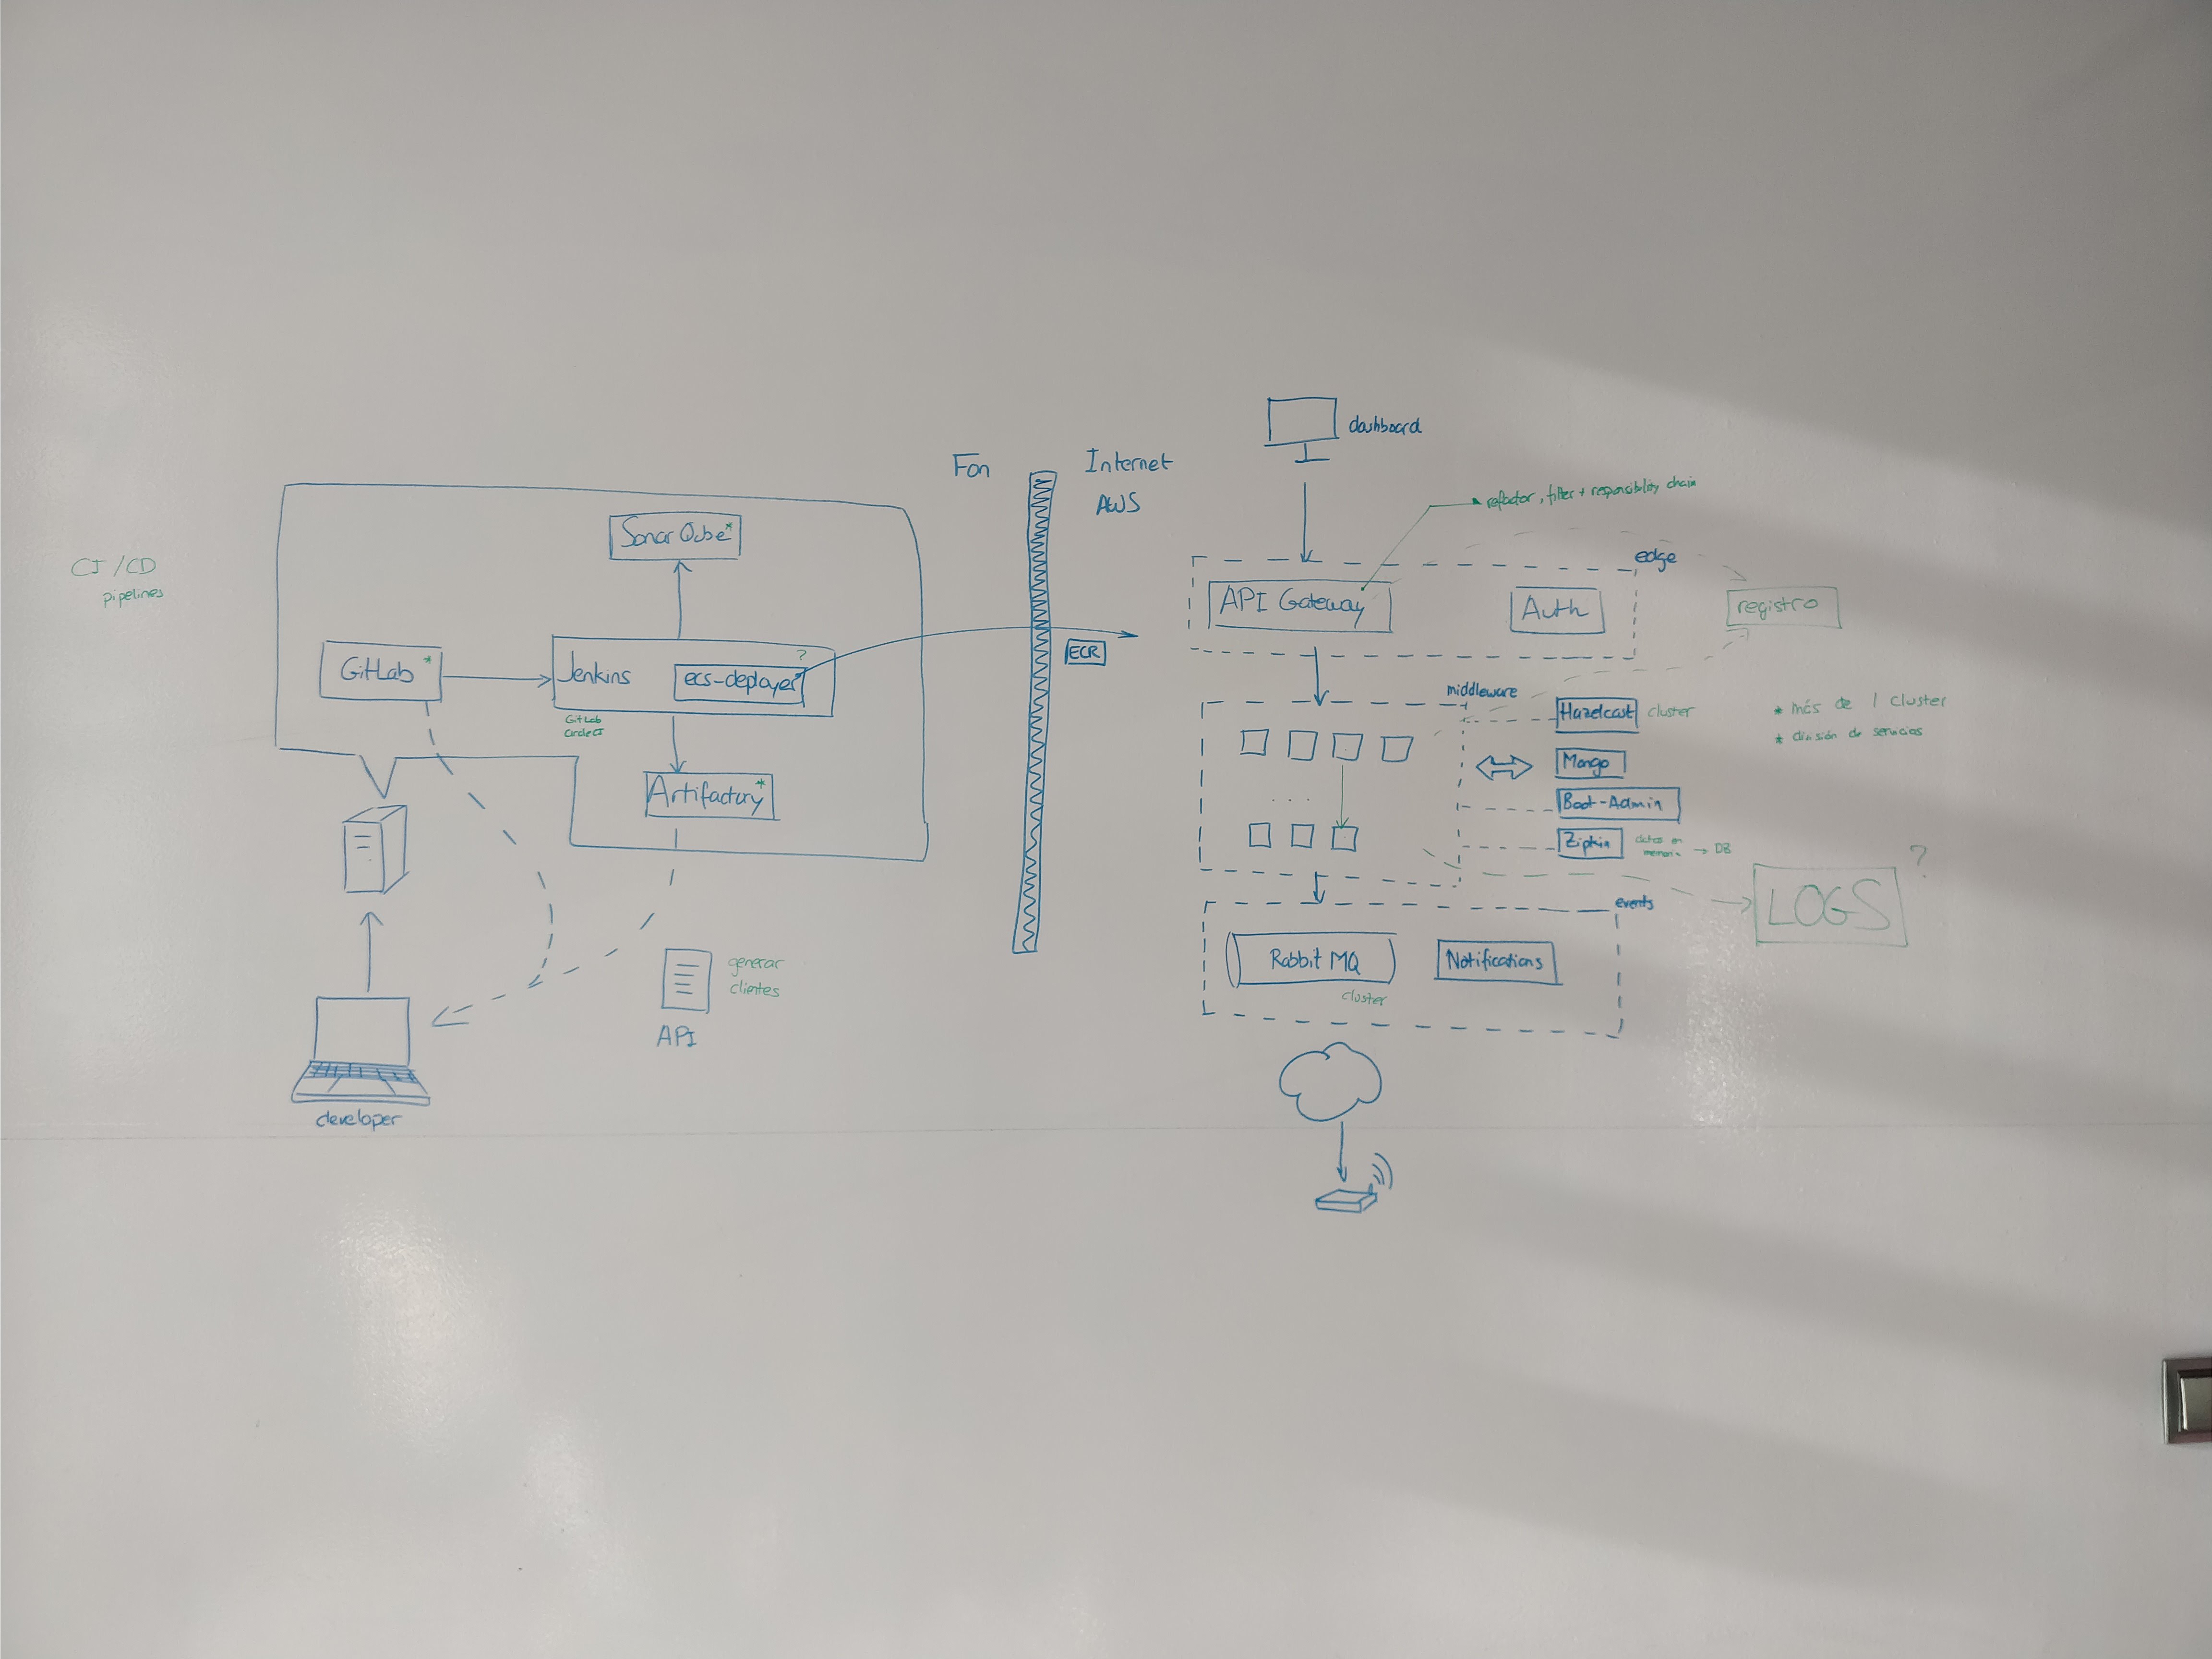 CI/CD
pipelines
SonarQube*
GitLab *
Jenkins
ecs-deployer
?
GitLab
CircleCI
Artifactory *
developer
generar
clientes
API
Fon
Internet
AWS
ECR
dashboard
refactor, filter + responsibility chain
edge
API Gateway
Auth
registro
middleware
Hazelcast cluster
Mongo
Boot-Admin
Zipkin
datos en
memoria → DB
* más de 1 cluster
* división de servicios
...
LOGS
?
events
Rabbit MQ
cluster
Notifications